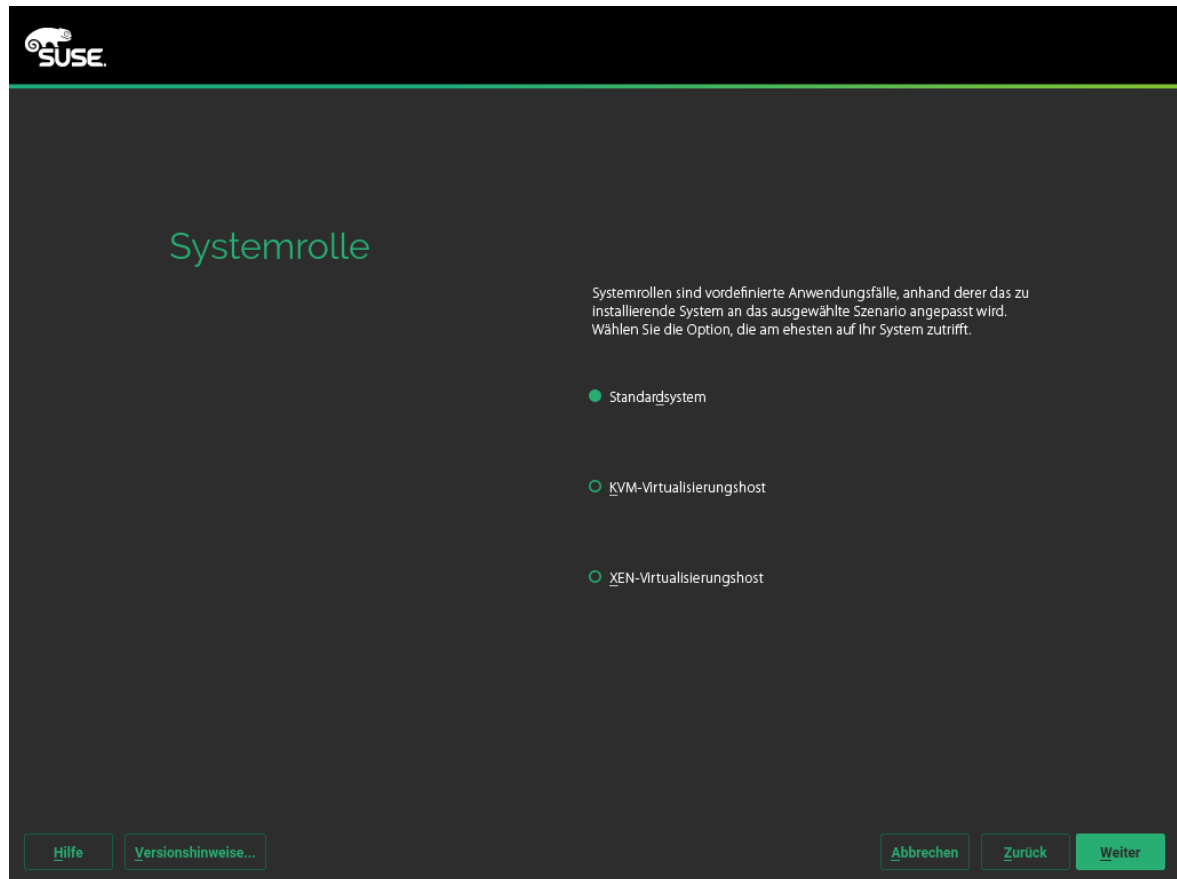 SUSE.
Systemrolle
Systemrollen sind vordefinierte Anwendungsfälle, anhand derer das zu
installierende System an das ausgewählte Szenario angepasst wird.
Wählen Sie die Option, die am ehesten auf Ihr System zutrifft.
Standardsystem
KVM-Virtualisierungshost
XEN-Virtualisierungshost
Hilfe
Versionshinweise...
Abbrechen
Zurück
Weiter